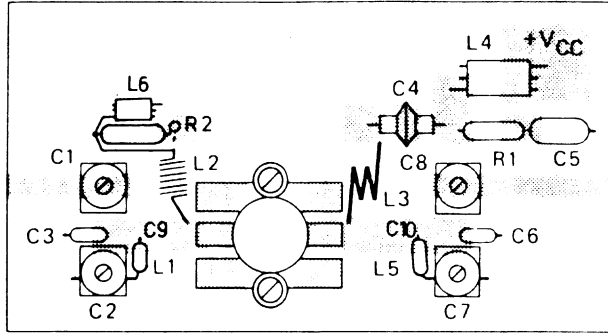 L4 +VCC
L6 C4
R2
C1 L2 C8 R1 C5
L3
C3 C9 C10 C6
L1 L5
C2 C7